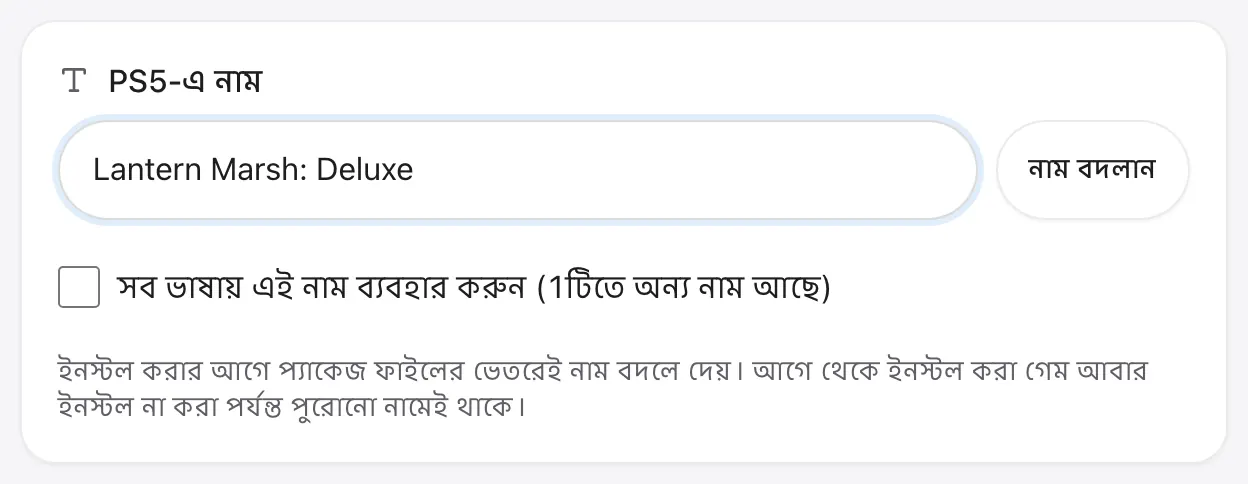 PS5-এ নাম
Lantern Marsh: Deluxe
নাম বদলান
সব ভাষায় এই নাম ব্যবহার করুন (1টিতে অন্য নাম আছে)
ইনস্টল করার আগে প্যাকেজ ফাইলের ভেতরেই নাম বদলে দেয়। আগে থেকে ইনস্টল করা গেম আবার
ইনস্টল না করা পর্যন্ত পুরোনো নামেই থাকে।